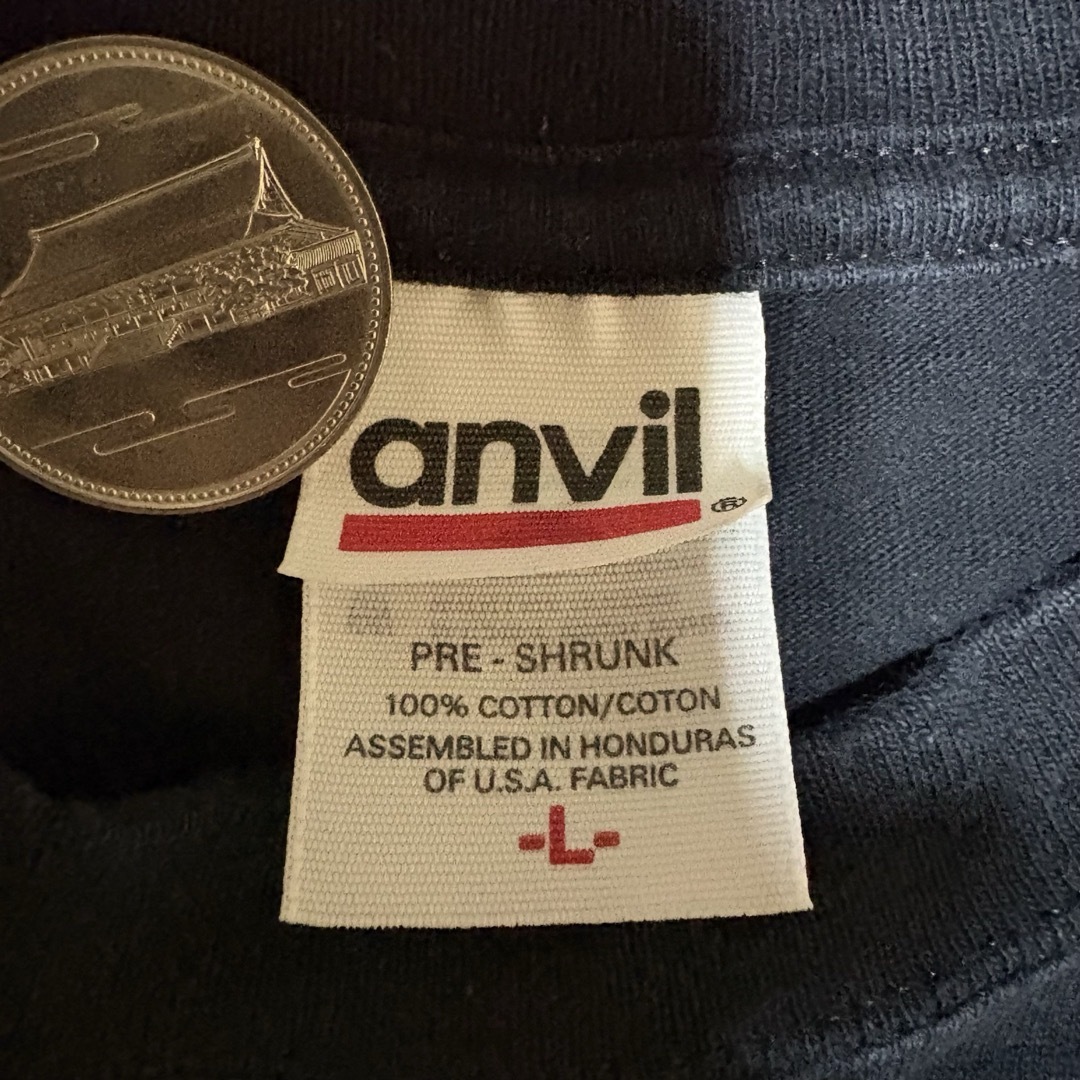 anvil®
PRE - SHRUNK
100% COTTON/COTON
ASSEMBLED IN HONDURAS
OF U.S.A. FABRIC
-L-